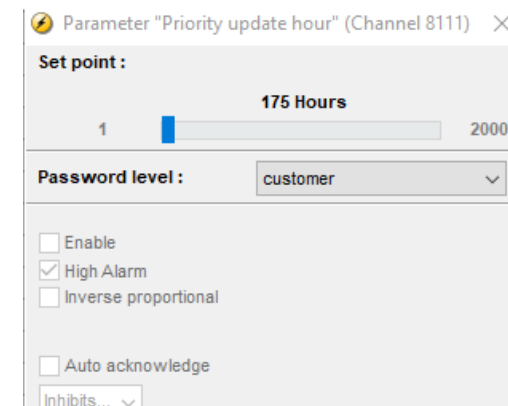 Parameter "Priority update hour" (Channel 8111)
Set point :
175 Hours
1 2000
Password level : customer
Enable
High Alarm
Inverse proportional
Auto acknowledge
Inhibits...